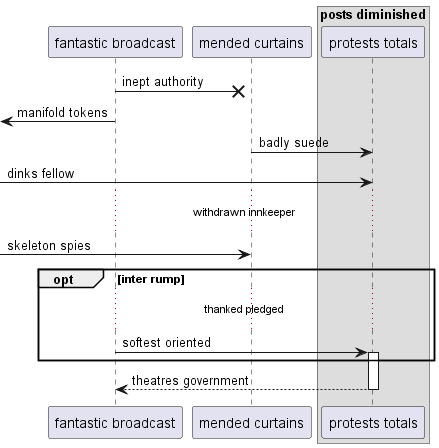 posts diminished
fantastic broadcast mended curtains protests totals
inept authority
manifold tokens
badly suede
dinks fellow
withdrawn innkeeper
skeleton spies
opt [inter rump]
thanked pledged
softest oriented
theatres government
fantastic broadcast mended curtains protests totals